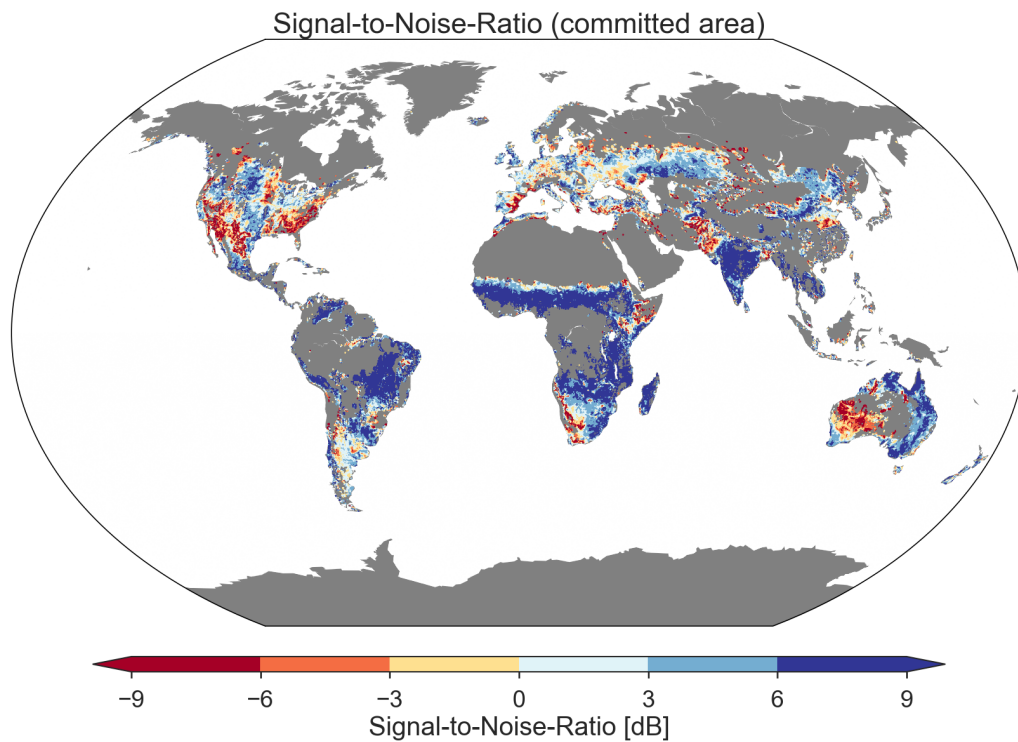 Signal-to-Noise-Ratio (committed area)
−9 −6 −3 0 3 6 9
Signal-to-Noise-Ratio [dB]